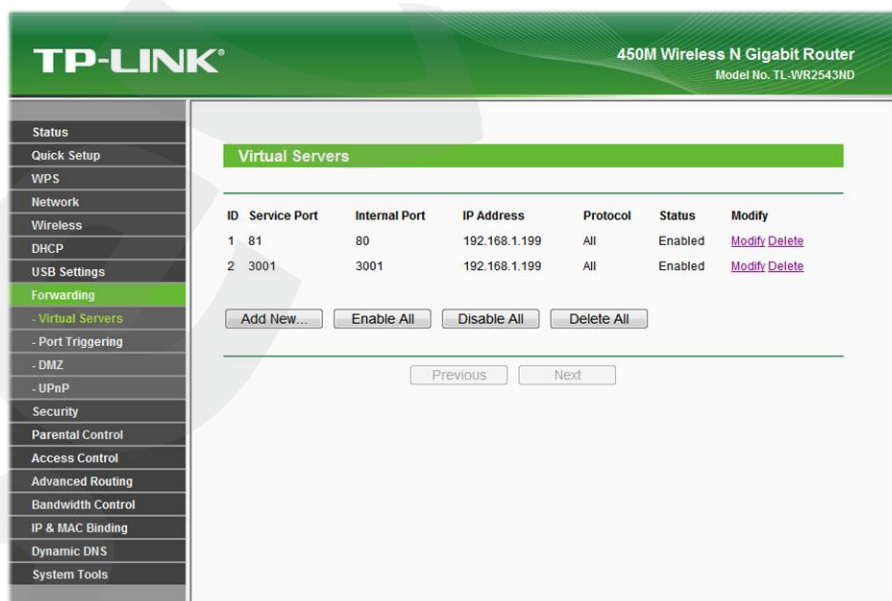 TP-LINK®
450M Wireless N Gigabit Router
Model No. TL-WR2543ND
Status
Quick Setup
WPS
Network
Wireless
DHCP
USB Settings
Forwarding
- Virtual Servers
- Port Triggering
- DMZ
- UPnP
Security
Parental Control
Access Control
Advanced Routing
Bandwidth Control
IP & MAC Binding
Dynamic DNS
System Tools
Virtual Servers
ID Service Port Internal Port IP Address Protocol Status Modify
1 81 80 192.168.1.199 All Enabled Modify Delete
2 3001 3001 192.168.1.199 All Enabled Modify Delete
Add New... Enable All Disable All Delete All
Previous Next